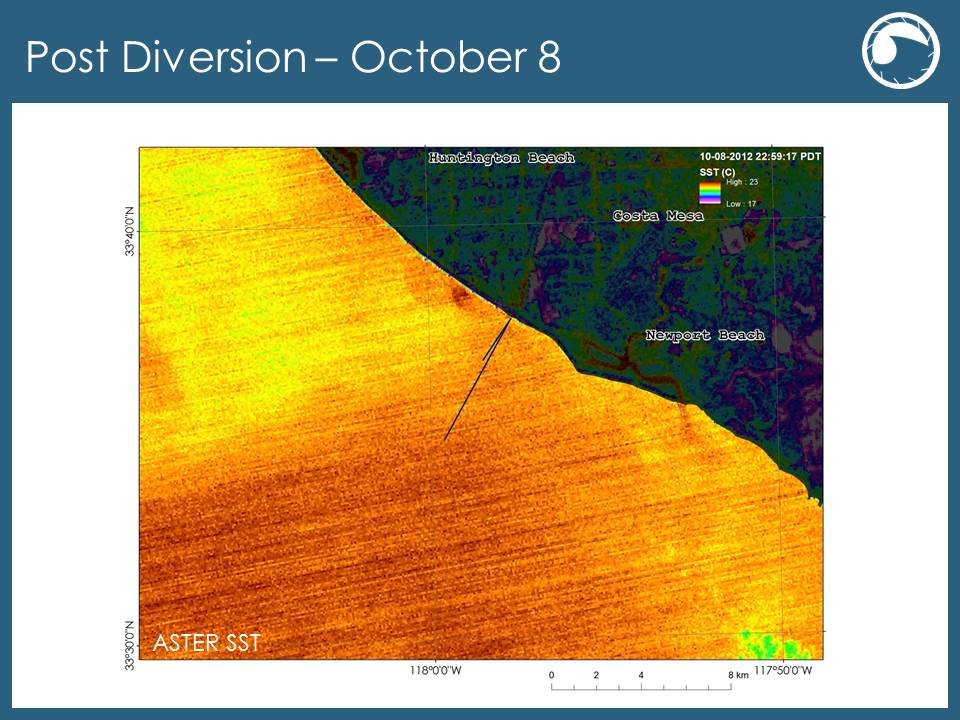 Post Diversion – October 8
Huntington Beach
10-08-2012 22:59:17 PDT
SST (C)
High : 23
Low : 17
Costa Mesa
33°40'0"N
Newport Beach
33°30'0"N
ASTER SST
118°0'0"W
117°50'0"W
0 2 4 8 km